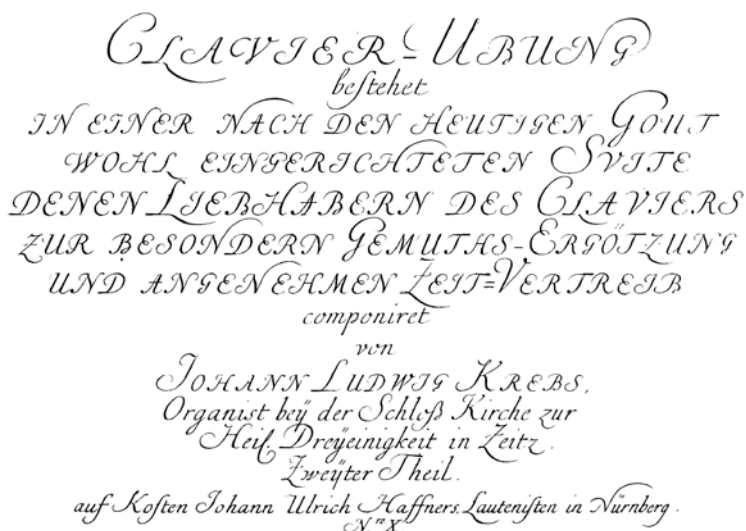 CLAVIER-UBUNG
bestehet
IN EINER NACH DEN HEUTIGEN GOUT
WOHL EINGERICHTETEN SVITE
DENEN LIEBHABERN DES CLAVIERS
ZUR BESONDERN GEMUTHS-ERGÖTZUNG
UND ANGENEHMEN ZEIT=VERTREIB
componiret
von
JOHANN LUDWIG KREBS,
Organist beÿ der Schloß Kirche zur
Heil. Dreÿeinigkeit in Zeitz.
Zweÿter Theil.
auf Kosten Johann Ulrich Haffners, Lautenisten in Nürnberg.
N.ro X